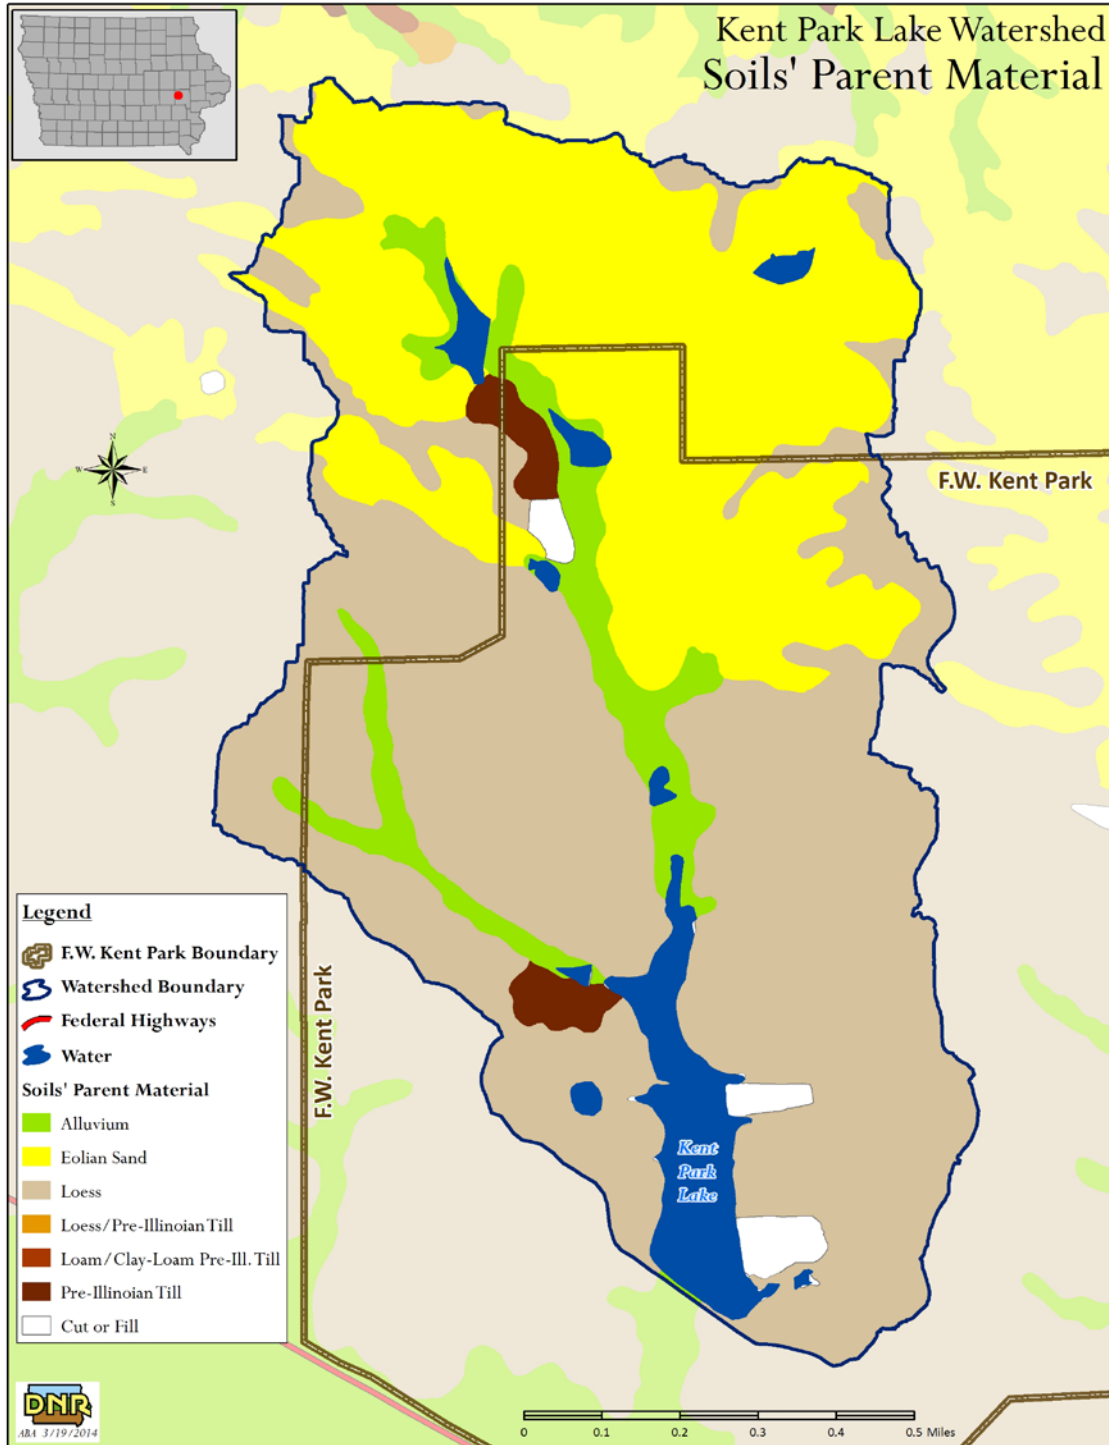 Kent Park Lake Watershed
Soils' Parent Material
N
W
E
S
F.W. Kent Park
F.W. Kent Park
Kent
Park
Lake
Legend
F.W. Kent Park Boundary
Watershed Boundary
Federal Highways
Water
Soils' Parent Material
Alluvium
Eolian Sand
Loess
Loess/Pre-Illinoian Till
Loam/Clay-Loam Pre-Ill. Till
Pre-Illinoian Till
Cut or Fill
DNR
ABA 3/19/2014
0 0.1 0.2 0.3 0.4 0.5 Miles